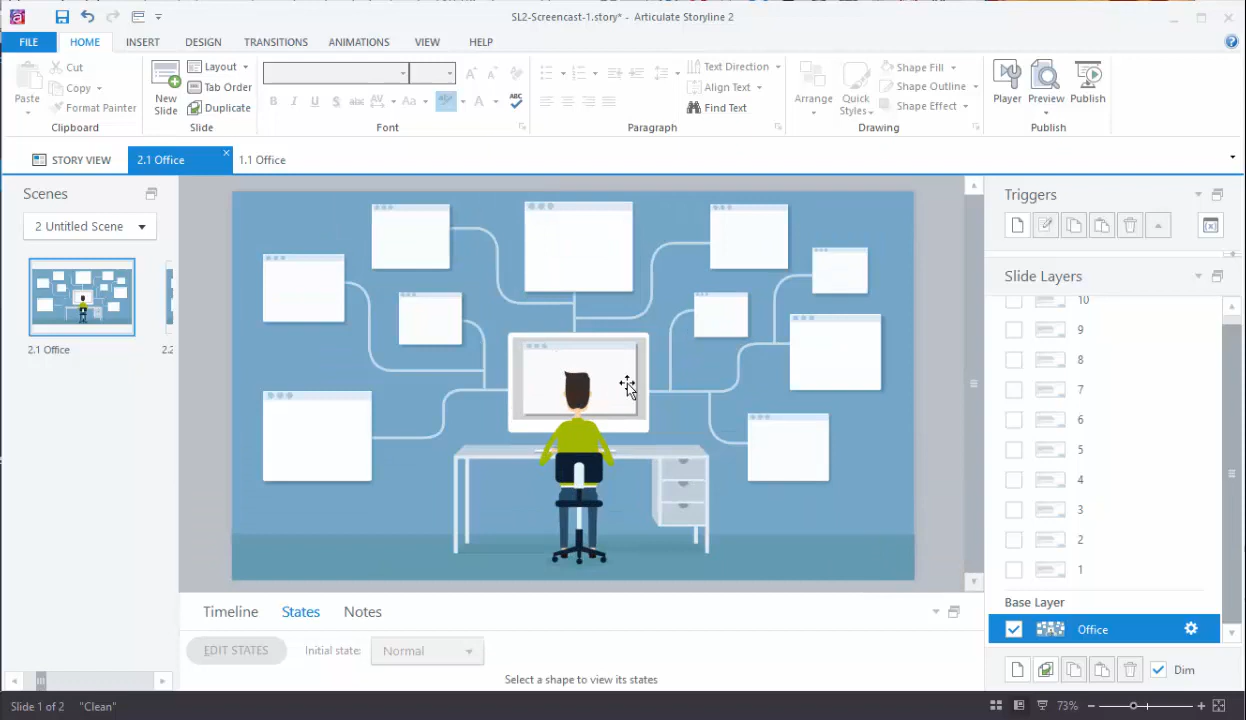 SL2-Screencast-1.story* - Articulate Storyline 2
FILE HOME INSERT DESIGN TRANSITIONS ANIMATIONS VIEW HELP
Paste
Cut
Copy
Format Painter
Clipboard
New Slide
Layout
Tab Order
Duplicate
Slide
B I U S abc AV Aa A
ABC
Font
Text Direction
Align Text
Find Text
Paragraph
Arrange
Quick Styles
Shape Fill
Shape Outline
Shape Effect
Drawing
Player
Preview
Publish
Publish
STORY VIEW
2.1 Office
1.1 Office
Scenes
2 Untitled Scene
2.1 Office
2.2
Triggers
Slide Layers
10
9
8
7
6
5
4
3
2
1
Base Layer
Office
Dim
Timeline States Notes
EDIT STATES
Initial state:
Normal
Select a shape to view its states
Slide 1 of 2 "Clean"
73%